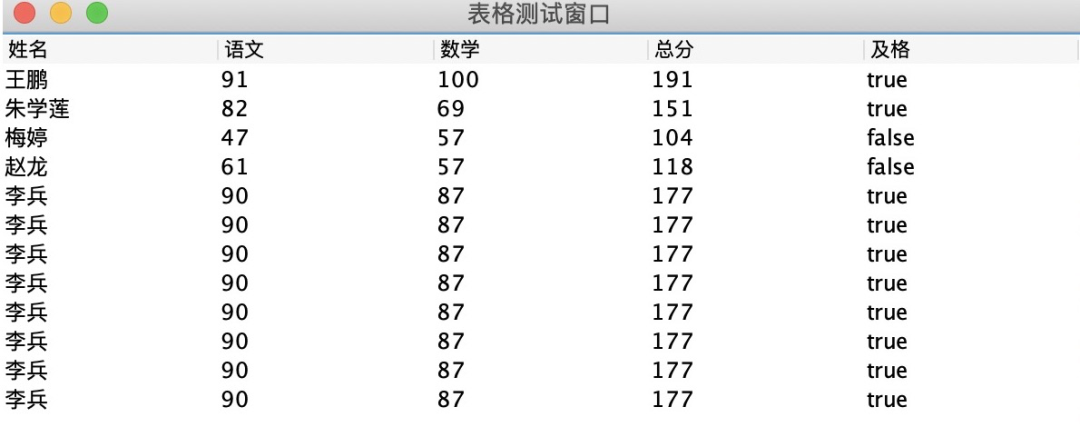 表格测试窗口
姓名 语文 数学 总分 及格
王鹏 91 100 191 true
朱学莲 82 69 151 true
梅婷 47 57 104 false
赵龙 61 57 118 false
李兵 90 87 177 true
李兵 90 87 177 true
李兵 90 87 177 true
李兵 90 87 177 true
李兵 90 87 177 true
李兵 90 87 177 true
李兵 90 87 177 true
李兵 90 87 177 true